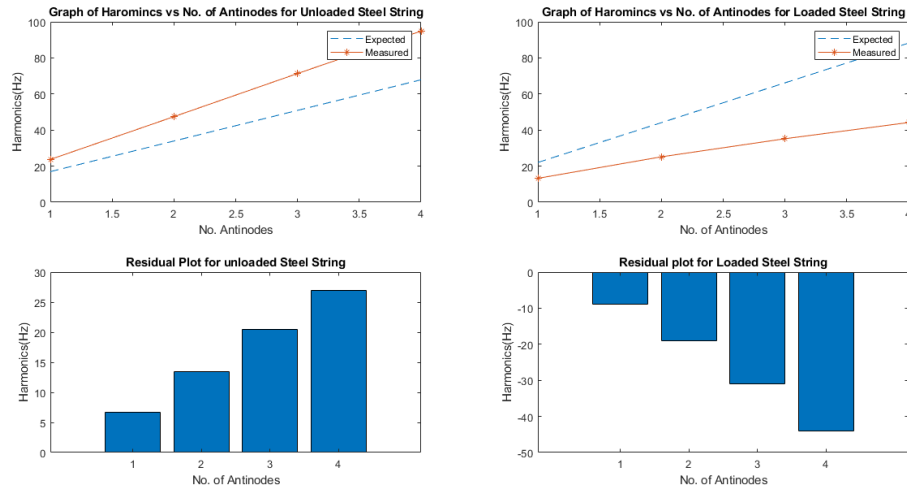 Graph of Haromincs vs No. of Antinodes for Unloaded Steel String
100
80
60
40
20
0
Harmonics(Hz)
Expected
Measured
1 1.5 2 2.5 3 3.5 4
No. Antinodes
Graph of Haromincs vs No. of Antinodes for Loaded Steel String
100
80
60
40
20
0
Harmonics(Hz)
Expected
Measured
1 1.5 2 2.5 3 3.5 4
No. of Antinodes
Residual Plot for unloaded Steel String
30
25
20
15
10
5
0
Harmonics(Hz)
1 2 3 4
No. of Antinodes
Residual plot for Loaded Steel String
0
-10
-20
-30
-40
-50
Harmonics(Hz)
1 2 3 4
No. of Antinodes